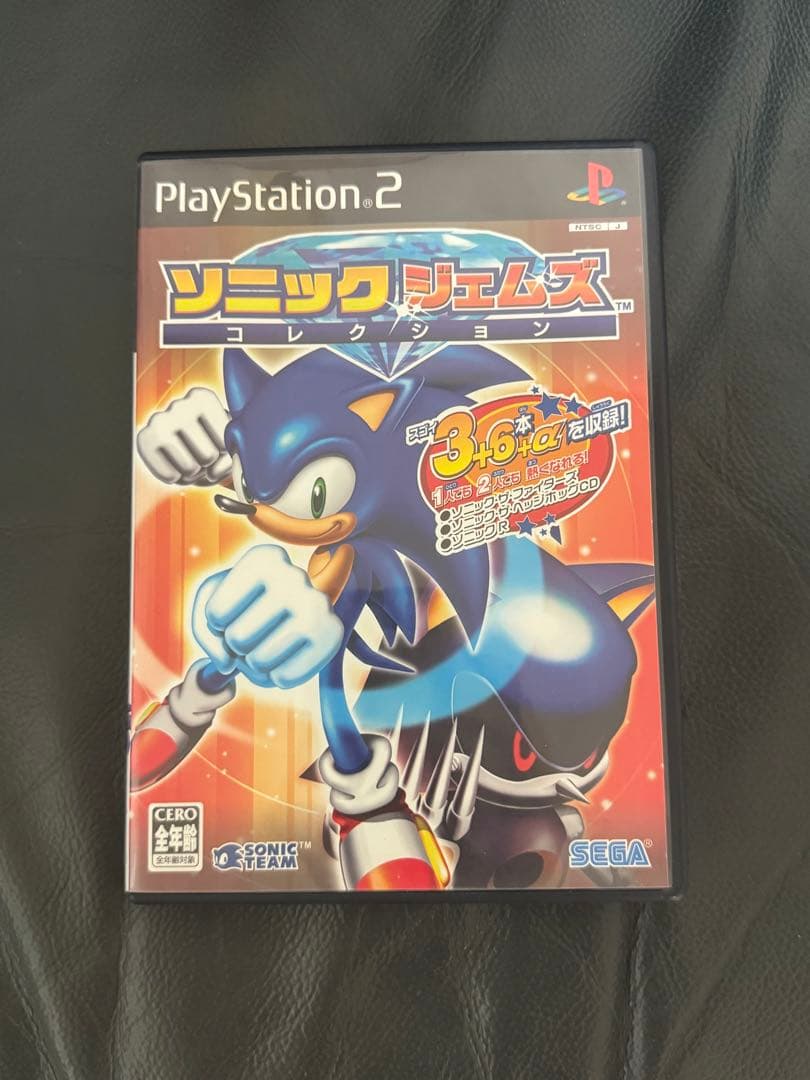 PlayStation®2
NTSC J
ソニック ジェムズ™
コレクション
スゴイ 3+6本+αを収録!
1人でも 2人でも 熱くなれる!
●ソニック・ザ・ファイターズ
●ソニック・ザ・ヘッジホッグCD
●ソニックR
CERO
全年齢
全年齢対象
SONIC TEAM™
SEGA®